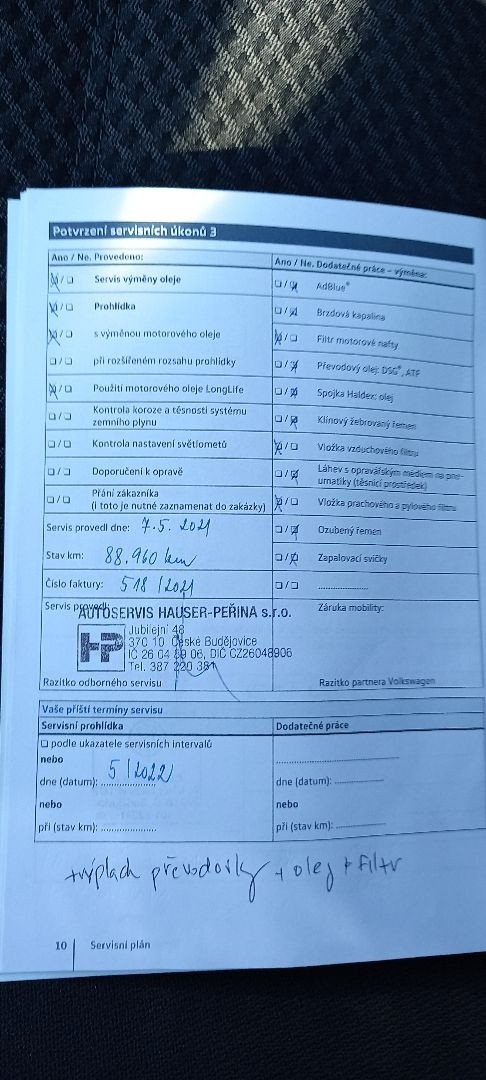 Potvrzení servisních úkonů 3
Ano / Ne. Provedeno:
☒ / ☐ Servis výměny oleje
☒ / ☐ Prohlídka
☒ / ☐ s výměnou motorového oleje
☐ / ☐ při rozšířeném rozsahu prohlídky
☒ / ☐ Použití motorového oleje LongLife
☐ / ☐ Kontrola koroze a těsnosti systému
zemního plynu
☐ / ☐ Kontrola nastavení světlometů
☐ / ☐ Doporučení k opravě
☐ / ☐ Přání zákazníka
(i toto je nutné zaznamenat do zakázky)
Servis provedl dne: 7.5. 2021
Stav km: 88.960 km
Číslo faktury: 518 / 2021
Ano / Ne. Dodatečné práce – výměna:
☐ / ☒ AdBlue®
☐ / ☒ Brzdová kapalina
☒ / ☐ Filtr motorové nafty
☐ / ☒ Převodový olej: DSG®, ATF
☐ / ☒ Spojka Haldex: olej
☐ / ☒ Klínový žebrovaný řemen
☒ / ☐ Vložka vzduchového filtru
☐ / ☒ Láhev s opravářským médiem na pne-
umatiky (těsnicí prostředek)
☒ / ☐ Vložka prachového a pylového filtru
☐ / ☒ Ozubený řemen
☐ / ☒ Zapalovací svíčky
☐ / ☐ ....................
Servis provedl:
AUTOSERVIS HAUSER-PEŘINA s.r.o.
HP
Jubilejní 48
370 10 České Budějovice
IČ 26 04 89 06, DIČ CZ26048906
Tel. 387 220 381
Razítko odborného servisu
Záruka mobility:
Razítko partnera Volkswagen
Vaše příští termíny servisu
Servisní prohlídka
☐ podle ukazatele servisních intervalů
nebo
dne (datum): 5 / 2022
nebo
při (stav km): ....................
Dodatečné práce
........................................
dne (datum): ....................
nebo
při (stav km): ....................
+výplach převodovky + olej + filtr
10 Servisní plán